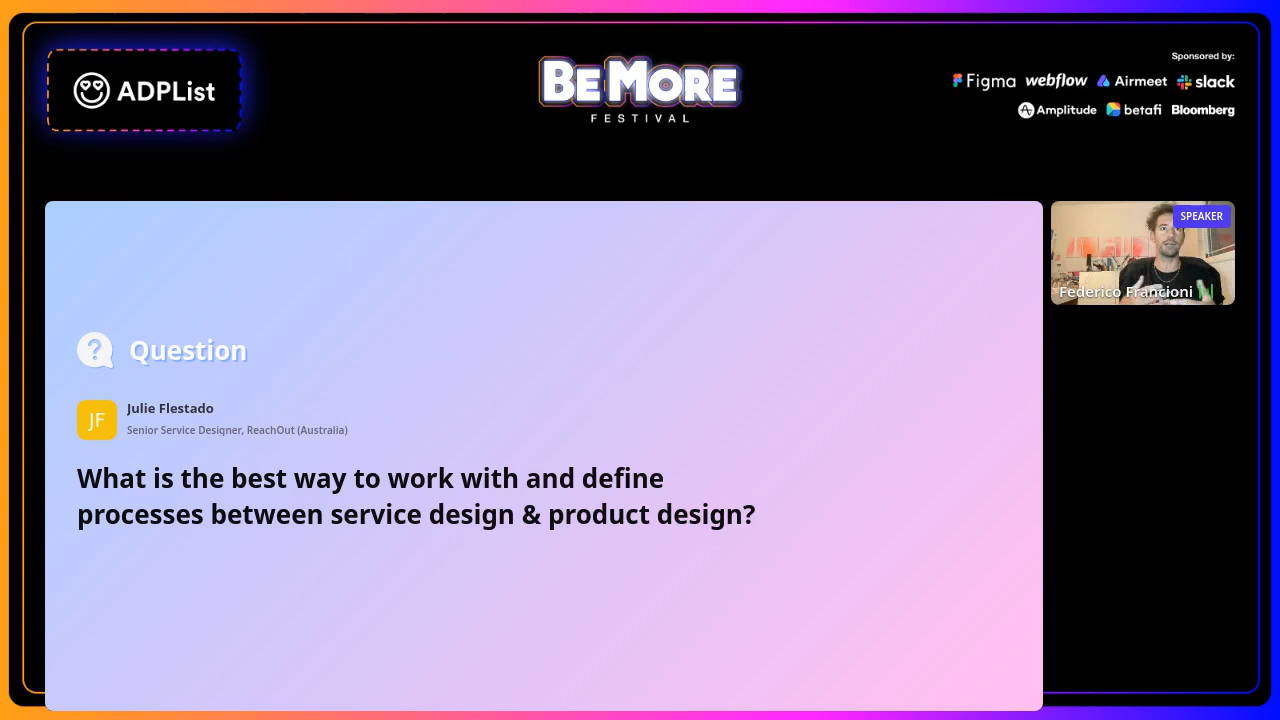 ADPList
BE MORE
FESTIVAL
Sponsored by:
Figma webflow Airmeet slack
Amplitude betafi Bloomberg
SPEAKER
Federico Francioni
Question
JF
Julie Flestado
Senior Service Designer, ReachOut (Australia)
What is the best way to work with and define
processes between service design & product design?